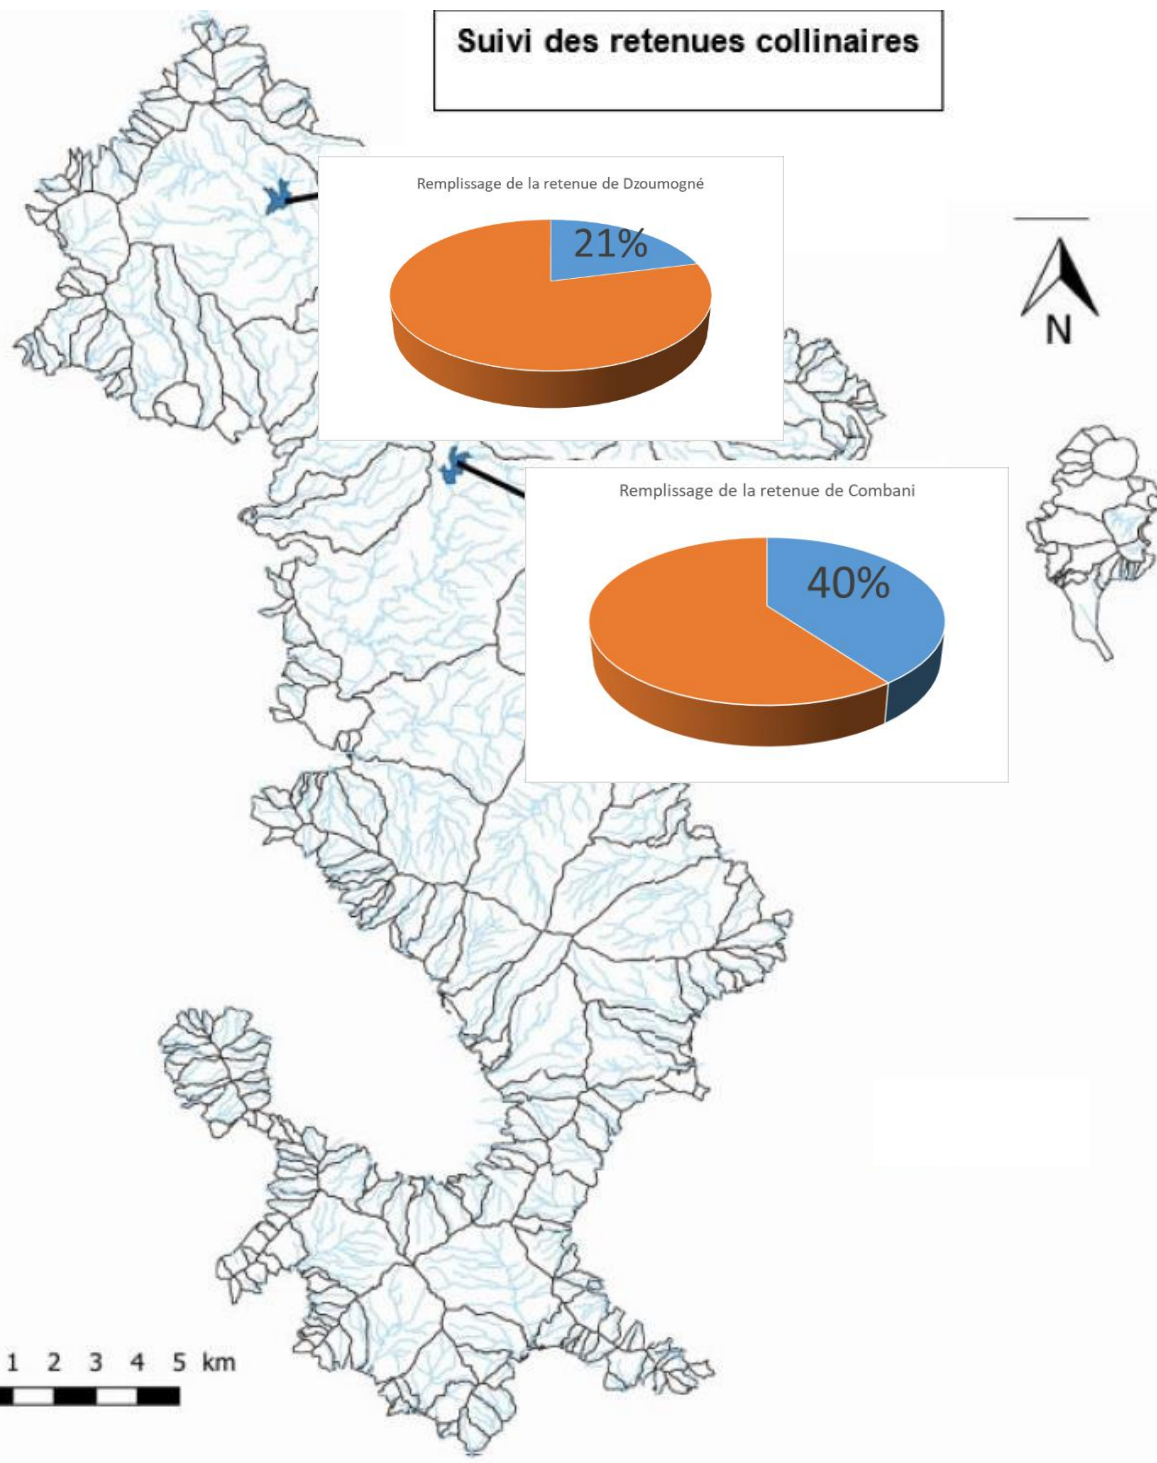 Suivi des retenues collinaires
Remplissage de la retenue de Dzoumogné
21%
N
Remplissage de la retenue de Combani
40%
1 2 3 4 5 km